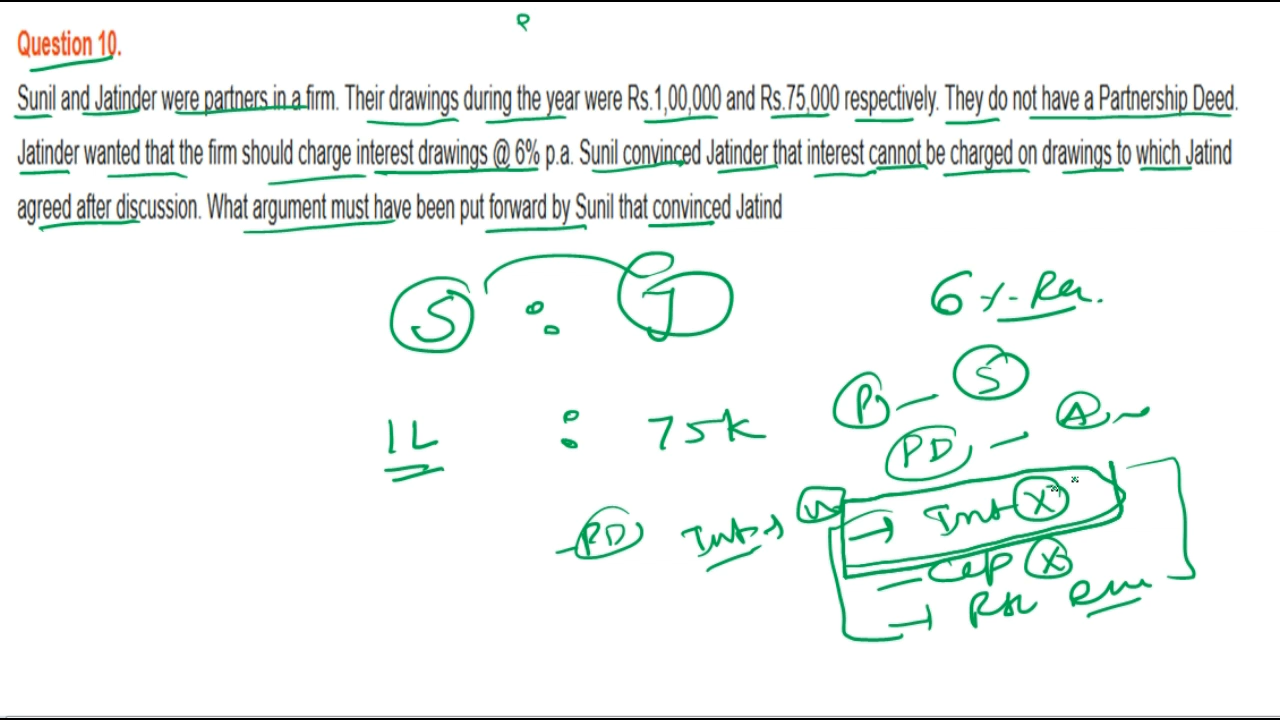 Question 10.
Sunil and Jatinder were partners in a firm. Their drawings during the year were Rs.1,00,000 and Rs.75,000 respectively. They do not have a Partnership Deed.
Jatinder wanted that the firm should charge interest drawings @ 6% p.a. Sunil convinced Jatinder that interest cannot be charged on drawings to which Jatind
agreed after discussion. What argument must have been put forward by Sunil that convinced Jatind
S : J
6 %
P - S
1L : 75K
A
PD -
PD Int → Int X
Cap X